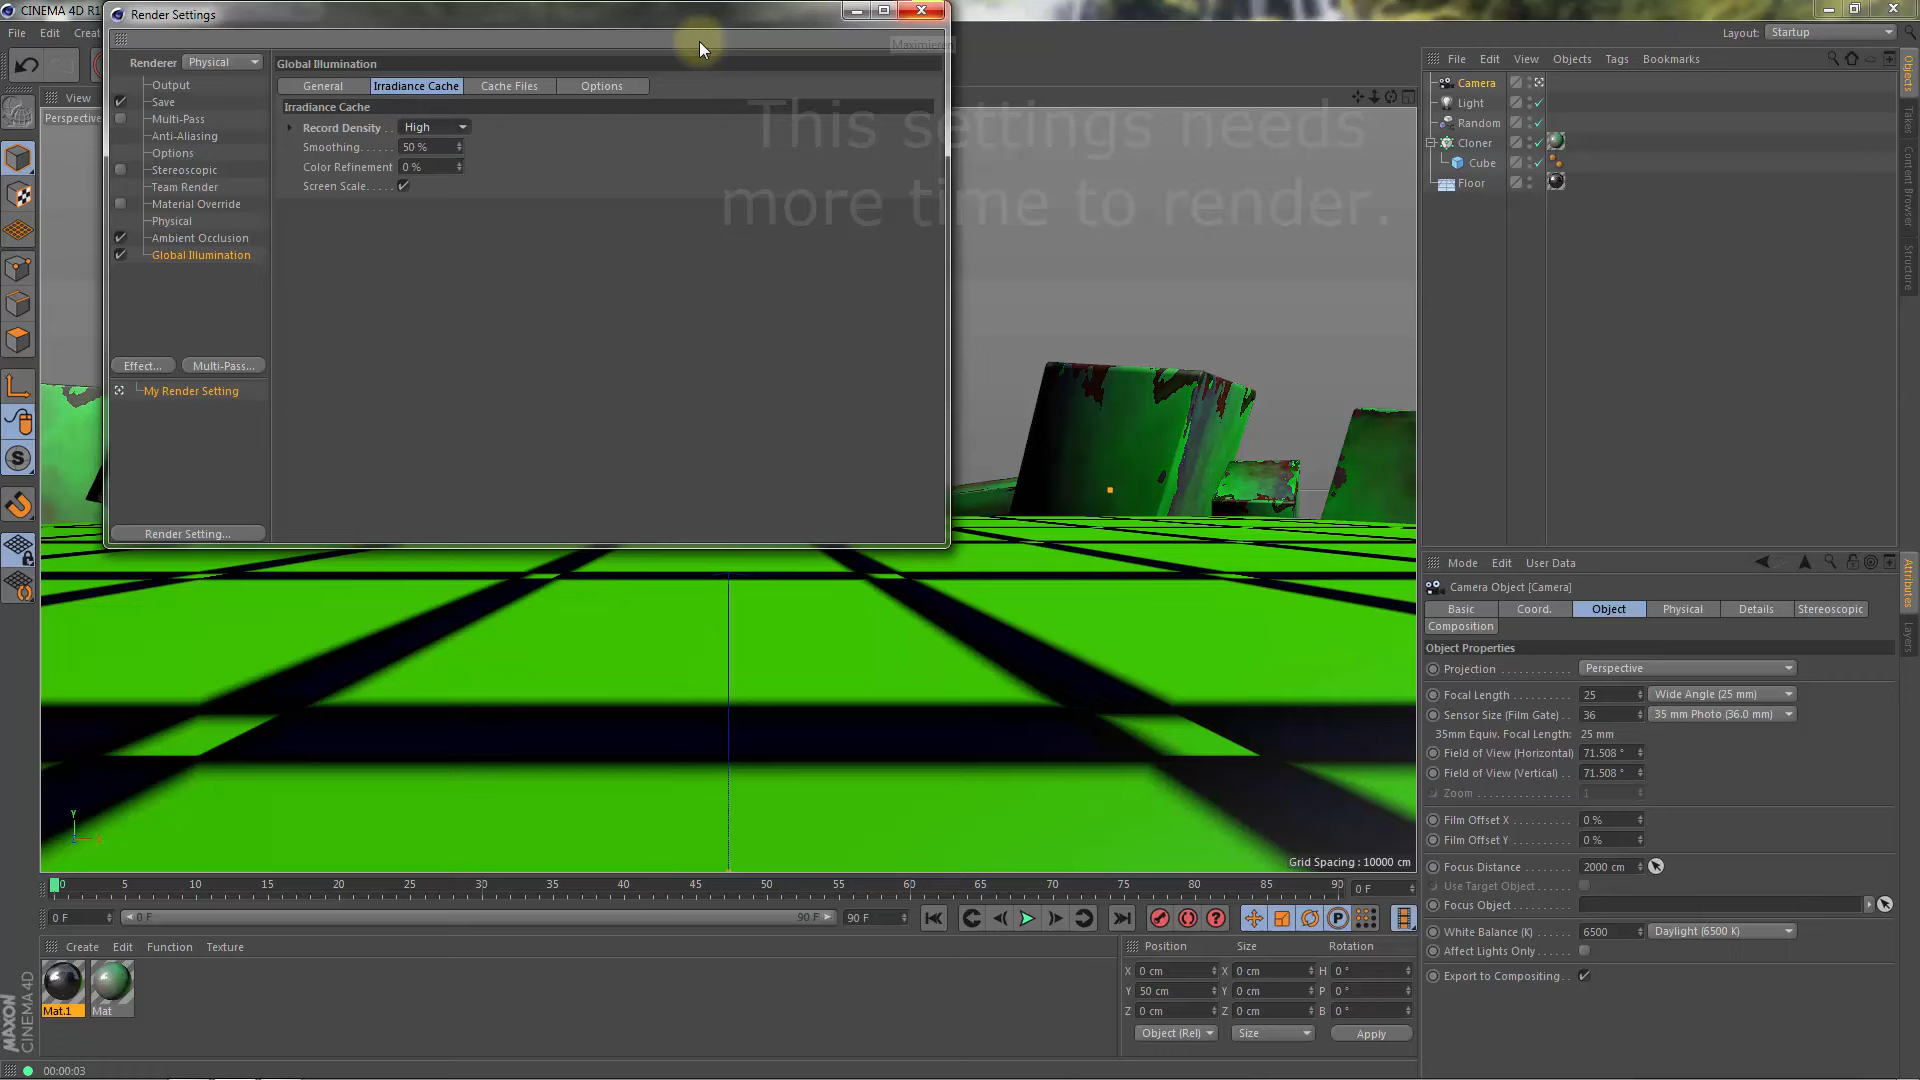 CINEMA 4D R1
Render Settings
Maximieren
File Edit Creat
Layout: Startup
Renderer Physical
Output
Save
Multi-Pass
Anti-Aliasing
Options
Stereoscopic
Team Render
Material Override
Physical
Ambient Occlusion
Global Illumination
Effect... Multi-Pass...
My Render Setting
Render Setting...
Global Illumination
General Irradiance Cache Cache Files Options
Irradiance Cache
Record Density . . High
Smoothing. . . . . . 50 %
Color Refinement 0 %
Screen Scale. . . . .
This settings needs
more time to render.
View
Perspective
Grid Spacing : 10000 cm
Y
X
File Edit View Objects Tags Bookmarks
Camera
Light
Random
Cloner
Cube
Floor
Objects
Takes
Content Browser
Structure
Mode Edit User Data
Camera Object [Camera]
Basic Coord. Object Physical Details Stereoscopic
Composition
Object Properties
Projection Perspective
Focal Length 25 Wide Angle (25 mm)
Sensor Size (Film Gate) . . 36 35 mm Photo (36.0 mm)
35mm Equiv. Focal Length: 25 mm
Field of View (Horizontal) 71.508 °
Field of View (Vertical) . . 71.508 °
Zoom 1
Film Offset X 0 %
Film Offset Y 0 %
Focus Distance 2000 cm
Use Target Object
Focus Object
White Balance (K) 6500 Daylight (6500 K)
Affect Lights Only
Export to Compositing
Attributes
Layers
0 5 10 15 20 25 30 35 40 45 50 55 60 65 70 75 80 85 90 0 F
0 F 0 F 90 F 90 F
Create Edit Function Texture
Mat.1 Mat
Position Size Rotation
X 0 cm X 0 cm H 0 °
Y 50 cm Y 0 cm P 0 °
Z 0 cm Z 0 cm B 0 °
Object (Rel) Size Apply
MAXON
CINEMA 4D
00:00:03